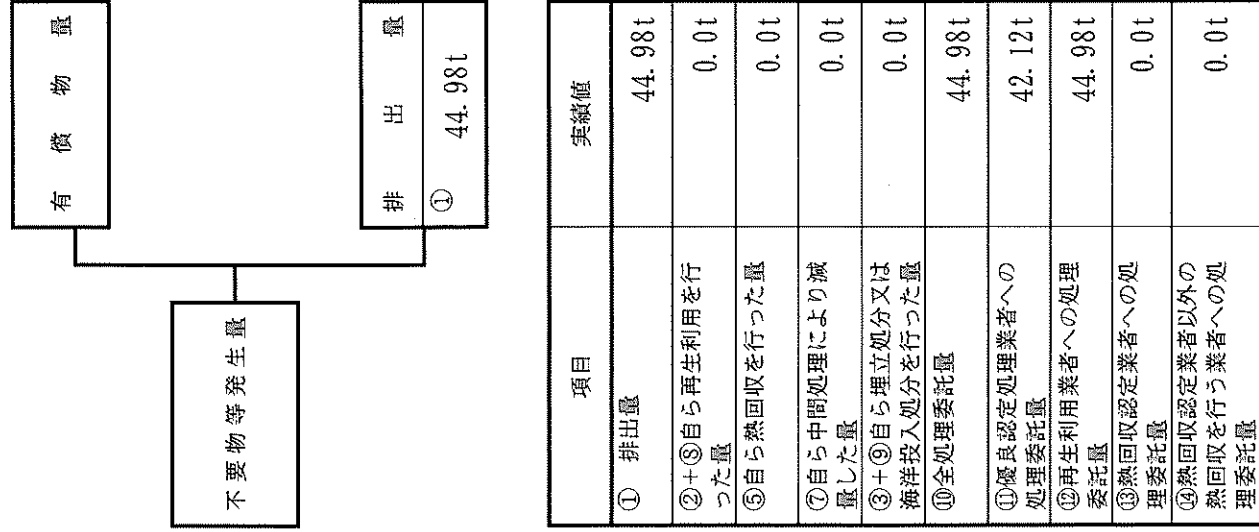 不要物等発生量
有償物量
排出量
① 44.98t
項目 実績値
① 排出量 44.98t
②+⑧自ら再生利用を行
った量 0.0t
⑤自ら熱回収を行った量 0.0t
⑦自ら中間処理により減
量した量 0.0t
③+⑨自ら埋立処分又は
海洋投入処分を行った量 0.0t
⑩全処理委託量 44.98t
⑪優良認定処理業者への
処理委託量 42.12t
⑫再生利用業者への処理
委託量 44.98t
⑬熱回収認定業者への処
理委託量 0.0t
⑭熱回収認定業者以外の
熱回収を行う業者への処
理委託量 0.0t